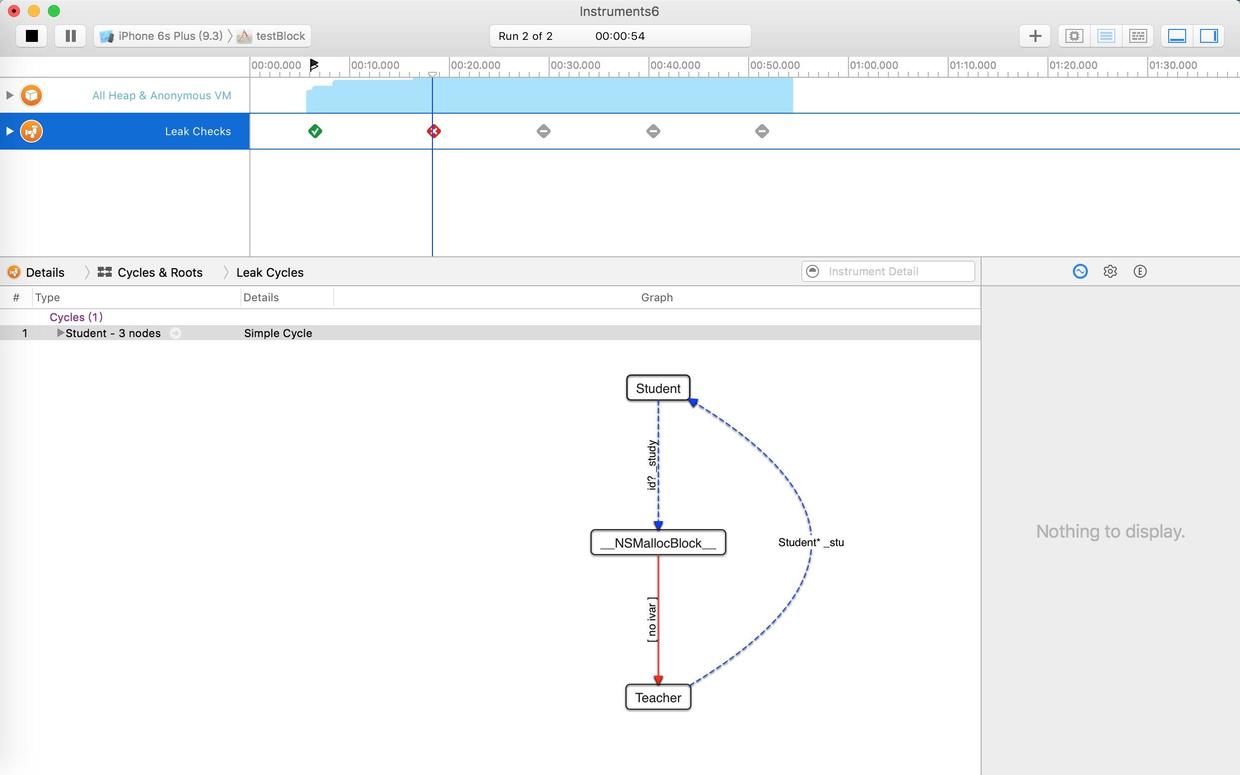 Instruments6
iPhone 6s Plus (9.3) 〉 testBlock
Run 2 of 2 00:00:54
00:00.000 00:10.000 00:20.000 00:30.000 00:40.000 00:50.000 01:00.000 01:10.000 01:20.000 01:30.000
All Heap & Anonymous VM
Leak Checks
Details 〉 Cycles & Roots 〉 Leak Cycles
Instrument Detail
E
# Type Details Graph
Cycles (1)
1 Student - 3 nodes Simple Cycle
Student
id? _study
__NSMallocBlock__
Student* _stu
[ no ivar ]
Teacher
Nothing to display.